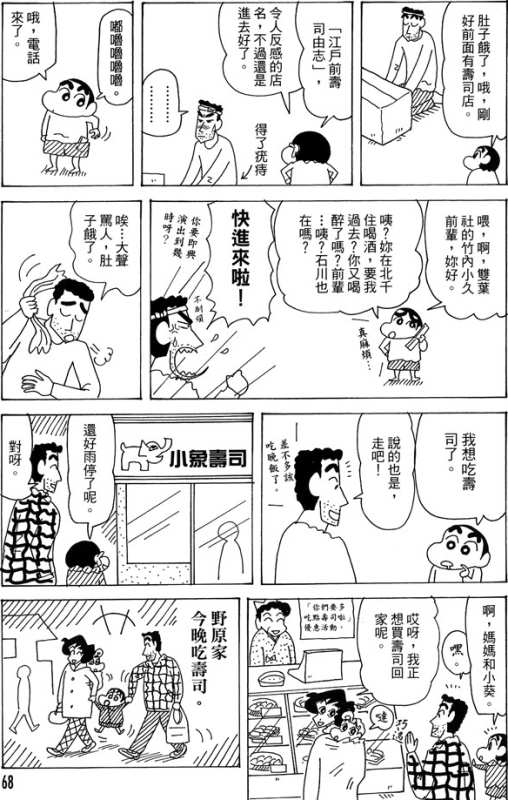 肚子餓了，哦，剛
好前面有壽司店。
「江戶前壽
司由志」，
令人反感的店
名，不過還是
進去好了。
得了疣痔
………
………
嘟嚕嚕嚕嚕。
哦，電話
來了。
喂，啊，雙葉
社的竹內小久
前輩，妳好。
真麻煩…
咦？妳在北千
住喝酒，要我
過去？你又喝
醉了嗎？前輩
…咦？石川也
在嗎？
快進來啦！
你要即興
演出到幾
時呀？
不耐煩
唉…大聲
罵人，肚
子餓了。
我想吃壽
司了。
說的也是，
走吧！
差不多該
吃晚飯了。
小象壽司
還好雨停了呢。
對呀。
啊，媽媽和小葵。
嘿。
哎呀，我正
想買壽司回
家呢。
巧遇
噠
「你們要多
吃點壽司啦」
優惠活動。
野原家
今晚吃壽司。
68